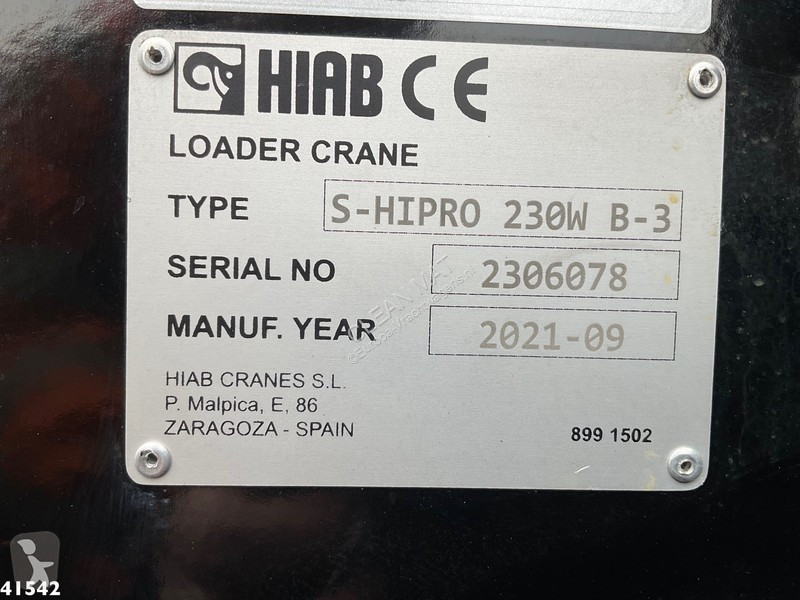 HIAB CE
LOADER CRANE
TYPE S-HIPRO 230W B-3
SERIAL NO 2306078
MANUF. YEAR 2021-09
HIAB CRANES S.L.
P. Malpica, E, 86
ZARAGOZA - SPAIN 899 1502
41542